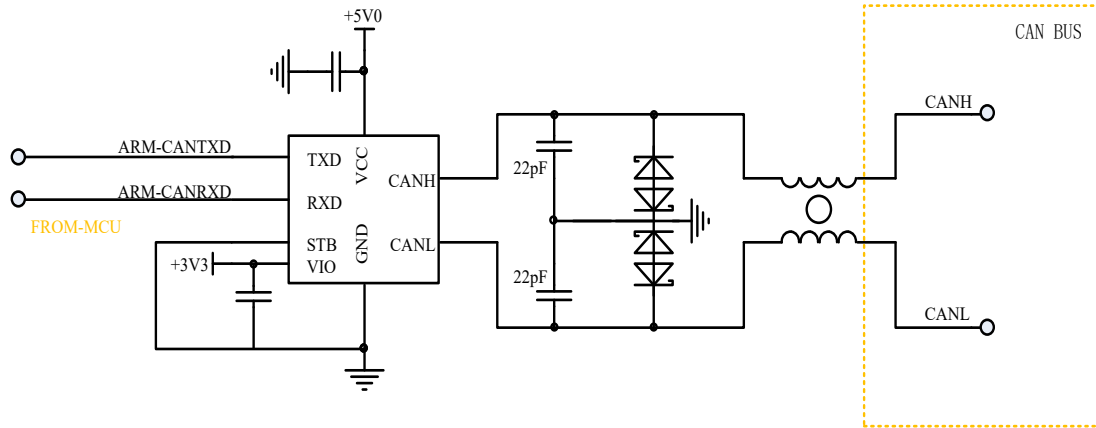 +5V0
CAN BUS
CANH
ARM-CANTXD
TXD
VCC
22pF
CANH
ARM-CANRXD
RXD
FROM-MCU
STB
GND
CANL
+3V3
VIO
22pF
CANL